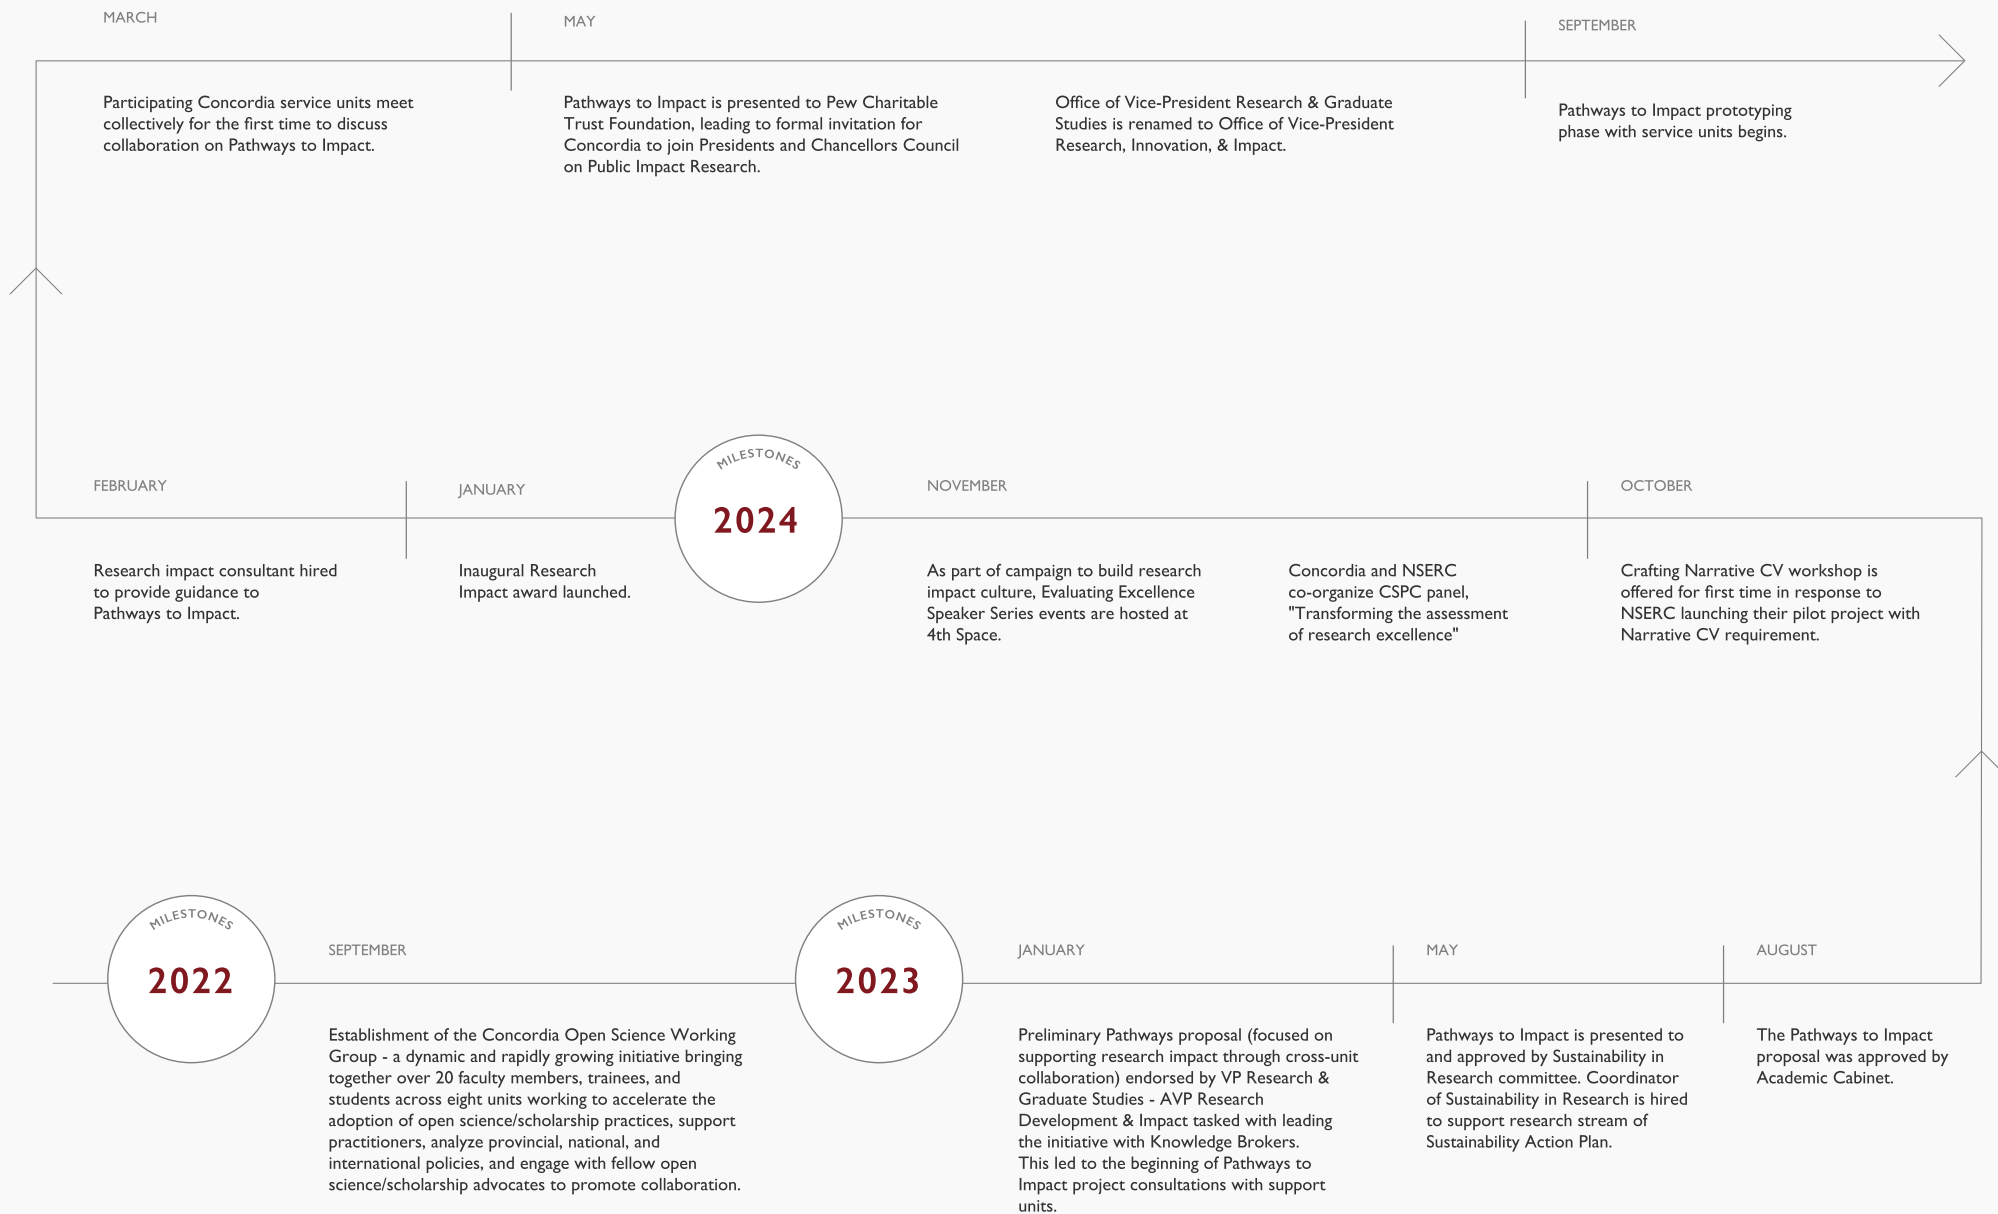 MARCH
Participating Concordia service units meet
collectively for the first time to discuss
collaboration on Pathways to Impact.
MAY
Pathways to Impact is presented to Pew Charitable
Trust Foundation, leading to formal invitation for
Concordia to join Presidents and Chancellors Council
on Public Impact Research.
Office of Vice-President Research & Graduate
Studies is renamed to Office of Vice-President
Research, Innovation, & Impact.
SEPTEMBER
Pathways to Impact prototyping
phase with service units begins.
FEBRUARY
Research impact consultant hired
to provide guidance to
Pathways to Impact.
JANUARY
Inaugural Research
Impact award launched.
MILESTONES
2024
NOVEMBER
As part of campaign to build research
impact culture, Evaluating Excellence
Speaker Series events are hosted at
4th Space.
Concordia and NSERC
co-organize CSPC panel,
"Transforming the assessment
of research excellence"
OCTOBER
Crafting Narrative CV workshop is
offered for first time in response to
NSERC launching their pilot project with
Narrative CV requirement.
MILESTONES
2022
SEPTEMBER
Establishment of the Concordia Open Science Working
Group - a dynamic and rapidly growing initiative bringing
together over 20 faculty members, trainees, and
students across eight units working to accelerate the
adoption of open science/scholarship practices, support
practitioners, analyze provincial, national, and
international policies, and engage with fellow open
science/scholarship advocates to promote collaboration.
MILESTONES
2023
JANUARY
Preliminary Pathways proposal (focused on
supporting research impact through cross-unit
collaboration) endorsed by VP Research &
Graduate Studies - AVP Research
Development & Impact tasked with leading
the initiative with Knowledge Brokers.
This led to the beginning of Pathways to
Impact project consultations with support
units.
MAY
Pathways to Impact is presented to
and approved by Sustainability in
Research committee. Coordinator
of Sustainability in Research is hired
to support research stream of
Sustainability Action Plan.
AUGUST
The Pathways to Impact
proposal was approved by
Academic Cabinet.